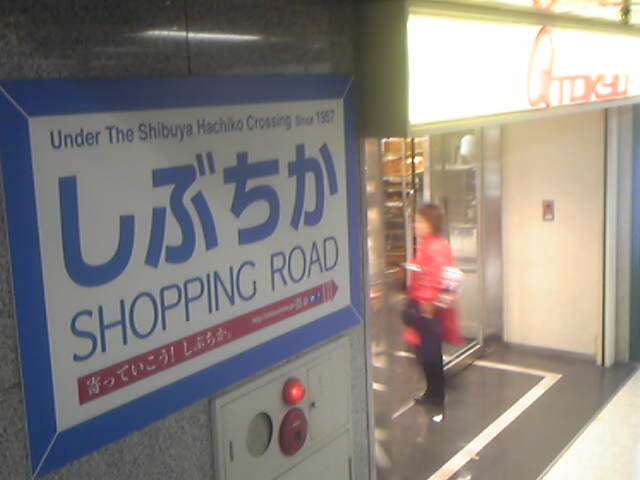 Under The Shibuya Hachiko Crossing Since 1957
しぶちか
SHOPPING ROAD
寄っていこう! しぶちか。
TOKYU